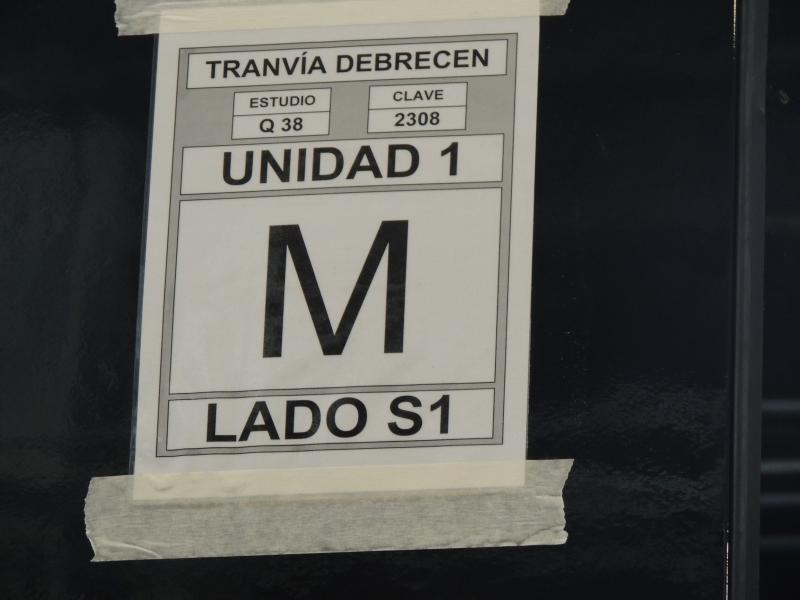 TRANVÍA DEBRECEN
ESTUDIO
Q 38
CLAVE
2308
UNIDAD 1
M
LADO S1